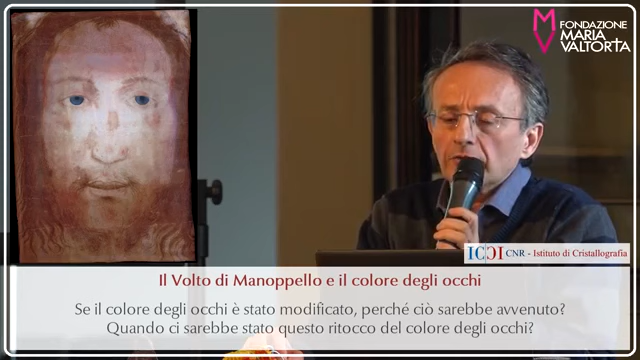 FONDAZIONE
MARIA
VALTORTA
IC CNR - Istituto di Cristallografia
Il Volto di Manoppello e il colore degli occhi
Se il colore degli occhi è stato modificato, perché ciò sarebbe avvenuto?
Quando ci sarebbe stato questo ritocco del colore degli occhi?